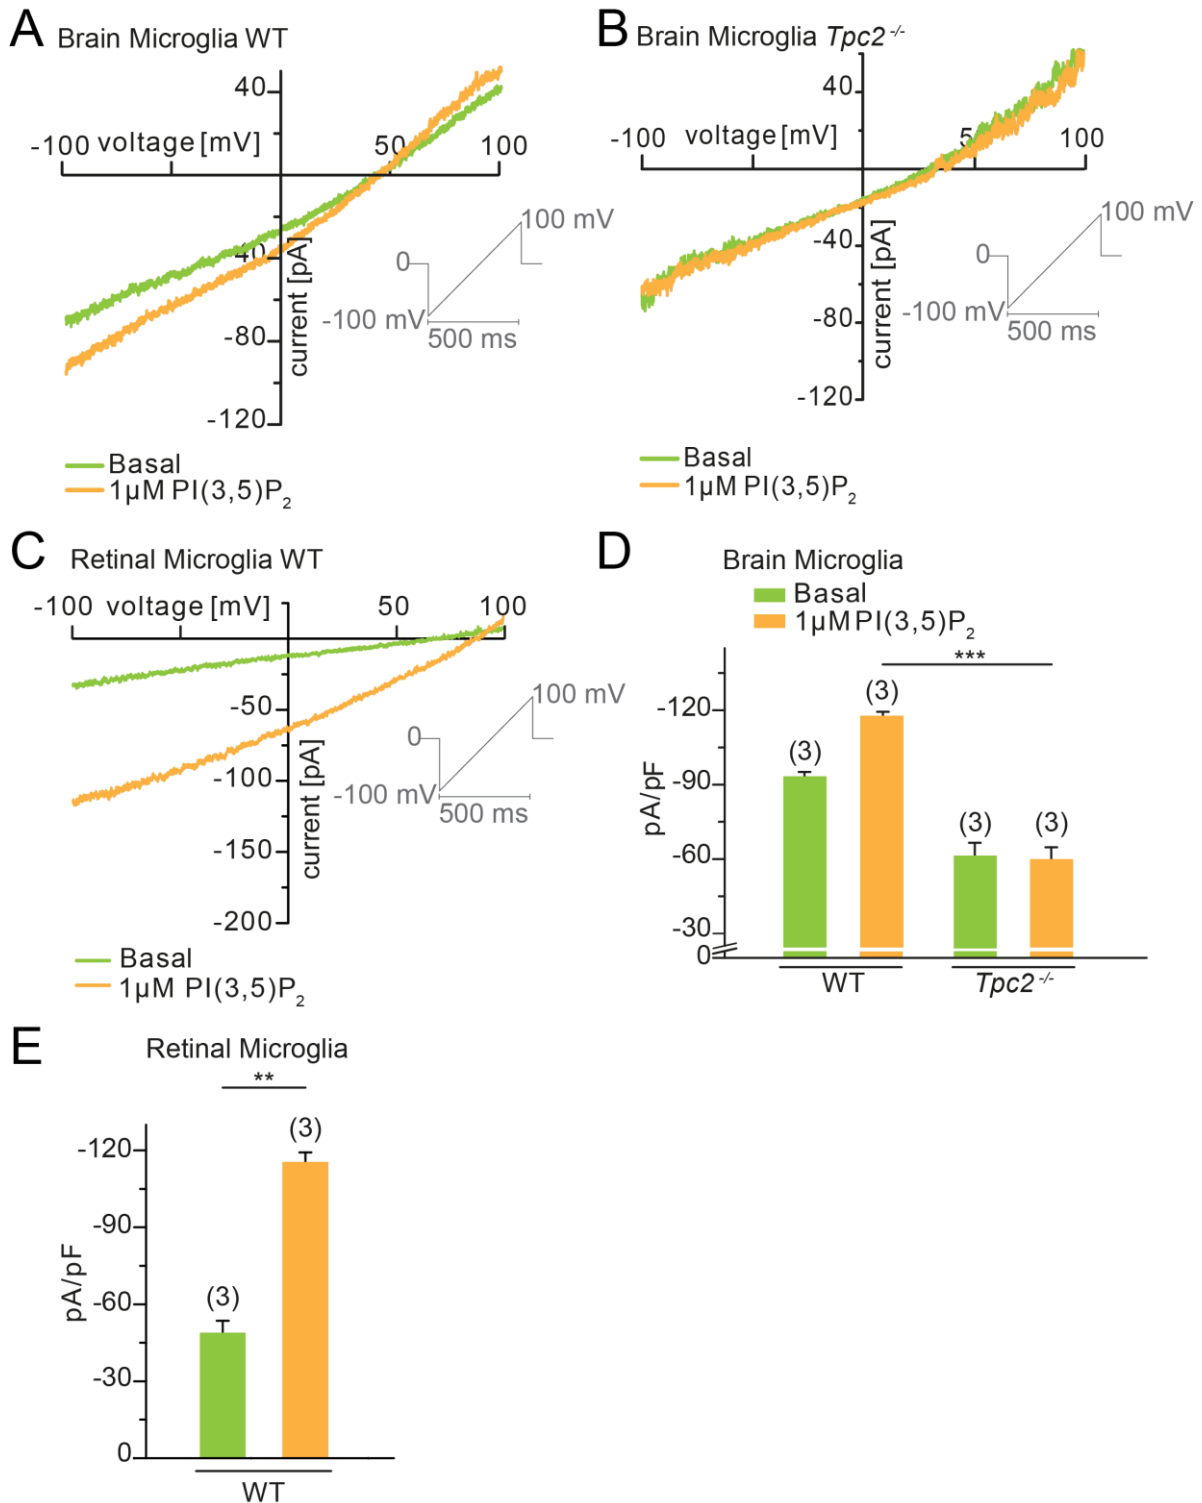 A Brain Microglia WT
40
-100 voltage [mV] 50 100
40
-80
-120
current [pA]
100 mV
0
-100 mV
500 ms
Basal
1µM PI(3,5)P₂
B Brain Microglia Tpc2 -/-
40
-100 voltage [mV] 5 100
-40
-80
-120
current [pA]
100 mV
0
-100 mV
500 ms
Basal
1µM PI(3,5)P₂
C Retinal Microglia WT
-100 voltage [mV] 50 100
-50
-100
-150
-200
current [pA]
100 mV
0
-100 mV
500 ms
Basal
1µM PI(3,5)P₂
D Brain Microglia
Basal
1µM PI(3,5)P₂
***
-120
-90
-60
-30
0
pA/pF
(3)
(3)
(3)
(3)
WT Tpc2 -/-
E Retinal Microglia
**
-120
-90
-60
-30
0
pA/pF
(3)
(3)
WT